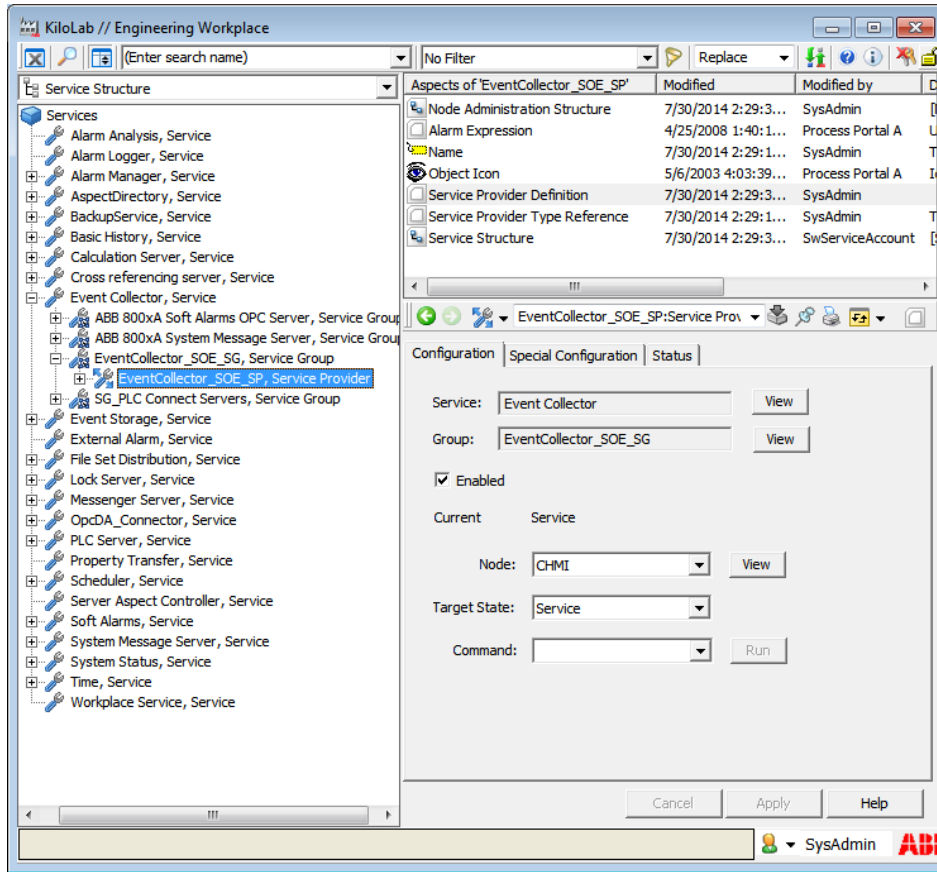 KiloLab // Engineering Workplace
(Enter search name)
No Filter
Replace
Service Structure
Services
Alarm Analysis, Service
Alarm Logger, Service
Alarm Manager, Service
AspectDirectory, Service
BackupService, Service
Basic History, Service
Calculation Server, Service
Cross referencing server, Service
Event Collector, Service
ABB 800xA Soft Alarms OPC Server, Service Group
ABB 800xA System Message Server, Service Group
EventCollector_SOE_SG, Service Group
EventCollector_SOE_SP, Service Provider
SG_PLC Connect Servers, Service Group
Event Storage, Service
External Alarm, Service
File Set Distribution, Service
Lock Server, Service
Messenger Server, Service
OpcDA_Connector, Service
PLC Server, Service
Property Transfer, Service
Scheduler, Service
Server Aspect Controller, Service
Soft Alarms, Service
System Message Server, Service
System Status, Service
Time, Service
Workplace Service, Service
Aspects of 'EventCollector_SOE_SP' Modified Modified by D
Node Administration Structure 7/30/2014 2:29:3... SysAdmin
Alarm Expression 4/25/2008 1:40:1... Process Portal A
Name 7/30/2014 2:29:1... SysAdmin T
Object Icon 5/6/2003 4:03:39... Process Portal A
Service Provider Definition 7/30/2014 2:29:3... SysAdmin
Service Provider Type Reference 7/30/2014 2:29:1... SysAdmin T
Service Structure 7/30/2014 2:29:3... SwServiceAccount
EventCollector_SOE_SP:Service Prov
Configuration Special Configuration Status
Service: Event Collector View
Group: EventCollector_SOE_SG View
Enabled
Current Service
Node: CHMI View
Target State: Service
Command: Run
Cancel Apply Help
SysAdmin ABB